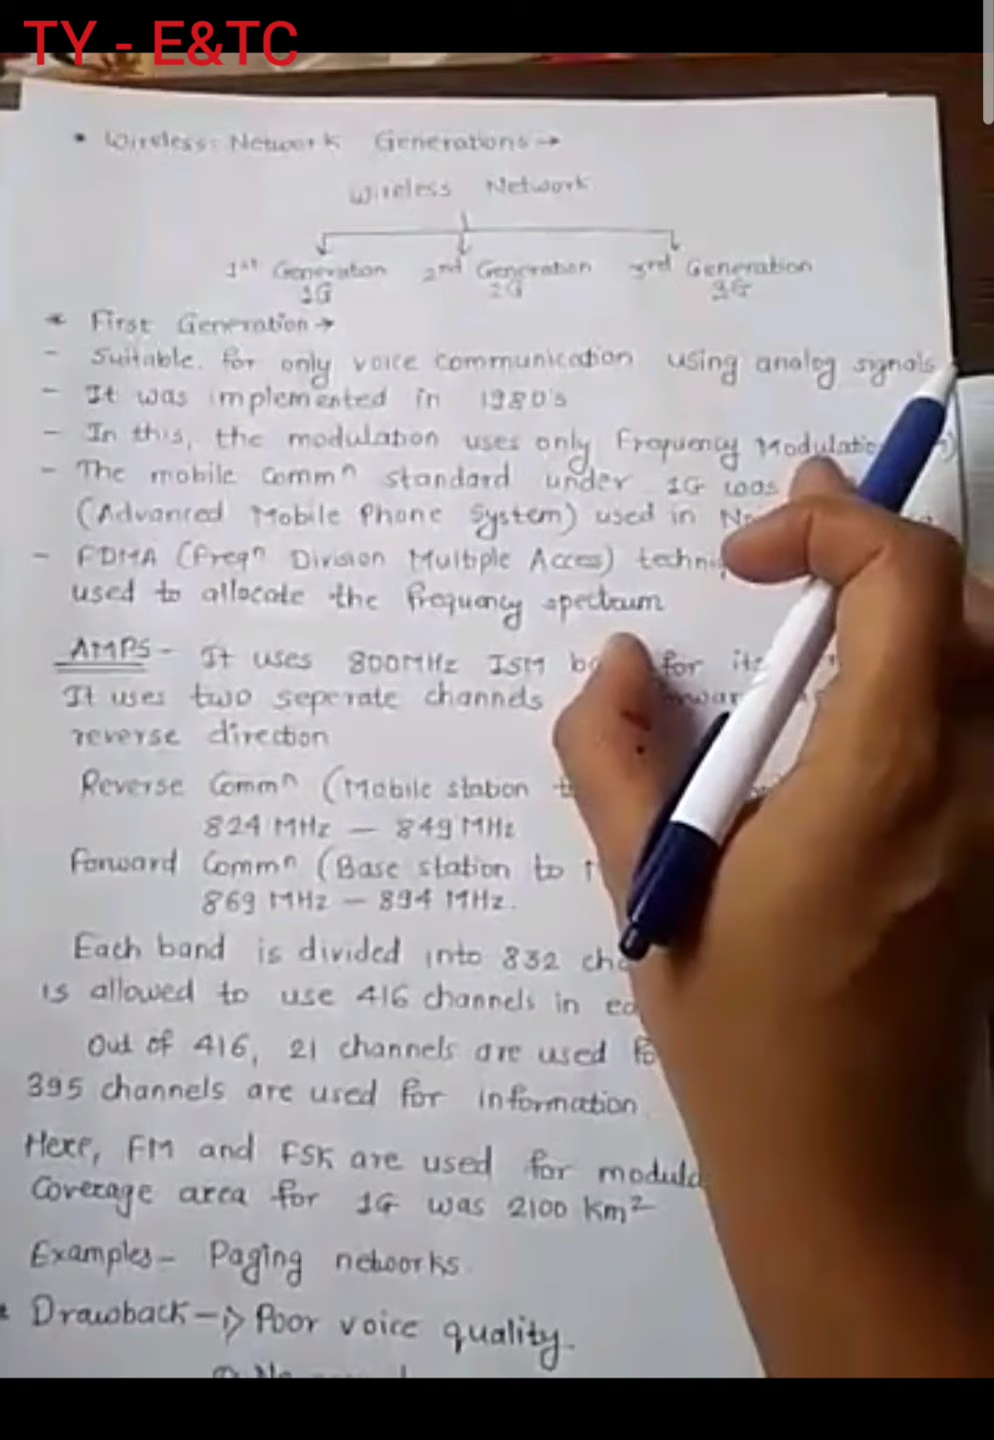 TY - E&TC
• Wireless Network Generations →
Wireless Network
1st Generation 2nd Generation 3rd Generation
1G 2G 3G
* First Generation →
- Suitable for only voice communication using analog signals
- It was implemented in 1980's
- In this, the modulation uses only Frequency
- The mobile Commn standard under 1G was
(Advanced Mobile Phone System) used in
- FDMA (Freqn Division Multiple Acces)
used to allocate the frequency spectrum
AMPS - It uses 800MHz ISM for
It uses two seperate channels
reverse direction
Reverse Commn (Mobile station
824 MHz - 849 MHz
Forward Commn (Base station to
869 MHz - 894 MHz.
Each band is divided into 832
is allowed to use 416 channels in
Out of 416, 21 channels are used
395 channels are used for information.
Here, FM and FSK are used for
Coverage area for 1G was 2100 Km²
Examples - Paging networks.
* Drawback - i> Poor voice quality.